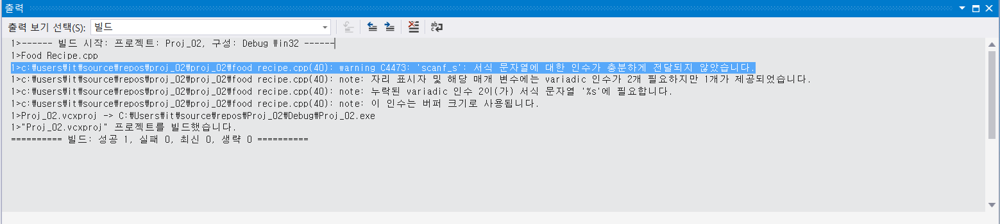 출력
출력 보기 선택(S): 빌드
1>------ 빌드 시작: 프로젝트: Proj_02, 구성: Debug Win32 ------
1>Food Recipe.cpp
1>c:\users\it\source\repos\proj_02\proj_02\food recipe.cpp(40): warning C4473: 'scanf_s': 서식 문자열에 대한 인수가 충분하게 전달되지 않았습니다.
1>c:\users\it\source\repos\proj_02\proj_02\food recipe.cpp(40): note: 자리 표시자 및 해당 매개 변수에는 variadic 인수가 2개 필요하지만 1개가 제공되었습니다.
1>c:\users\it\source\repos\proj_02\proj_02\food recipe.cpp(40): note: 누락된 variadic 인수 2이(가) 서식 문자열 '%s'에 필요합니다.
1>c:\users\it\source\repos\proj_02\proj_02\food recipe.cpp(40): note: 이 인수는 버퍼 크기로 사용됩니다.
1>Proj_02.vcxproj -> C:\Users\it\source\repos\Proj_02\Debug\Proj_02.exe
1>"Proj_02.vcxproj" 프로젝트를 빌드했습니다.
========== 빌드: 성공 1, 실패 0, 최신 0, 생략 0 ==========